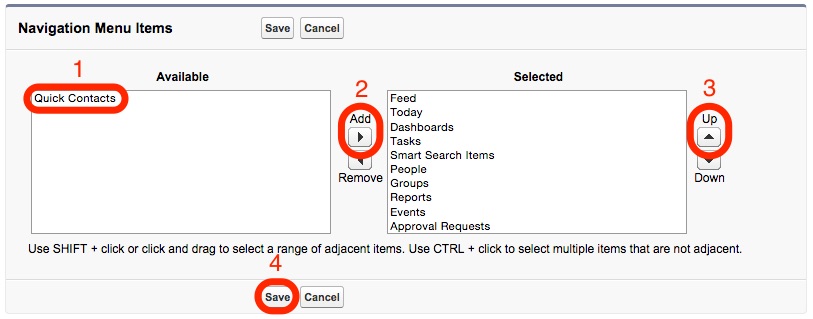 Navigation Menu Items Save Cancel
1
Available
Quick Contacts
2
Add
Remove
Selected
Feed
Today
Dashboards
Tasks
Smart Search Items
People
Groups
Reports
Events
Approval Requests
3
Up
Down
Use SHIFT + click or click and drag to select a range of adjacent items. Use CTRL + click to select multiple items that are not adjacent.
4
Save Cancel